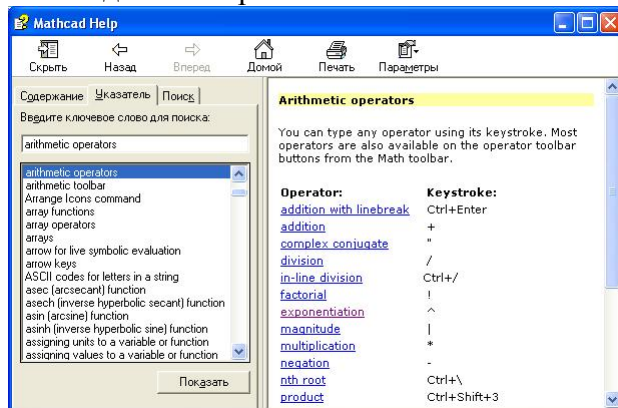 Mathcad Help
Скрыть Назад Вперед Домой Печать Параметры
Содержание Указатель Поиск
Введите ключевое слово для поиска:
arithmetic operators
arithmetic operators
arithmetic toolbar
Arrange Icons command
array functions
array operators
arrays
arrow for live symbolic evaluation
arrow keys
ASCII codes for letters in a string
asec (arcsecant) function
asech (inverse hyperbolic secant) function
asin (arcsine) function
asinh (inverse hyperbolic sine) function
assigning units to a variable or function
assigning values to a variable or function
Показать
Arithmetic operators
You can type any operator using its keystroke. Most
operators are also available on the operator toolbar
buttons from the Math toolbar.
Operator: Keystroke:
addition with linebreak Ctrl+Enter
addition +
complex conjugate "
division /
in-line division Ctrl+/
factorial !
exponentiation ^
magnitude |
multiplication *
negation -
nth root Ctrl+\
product Ctrl+Shift+3